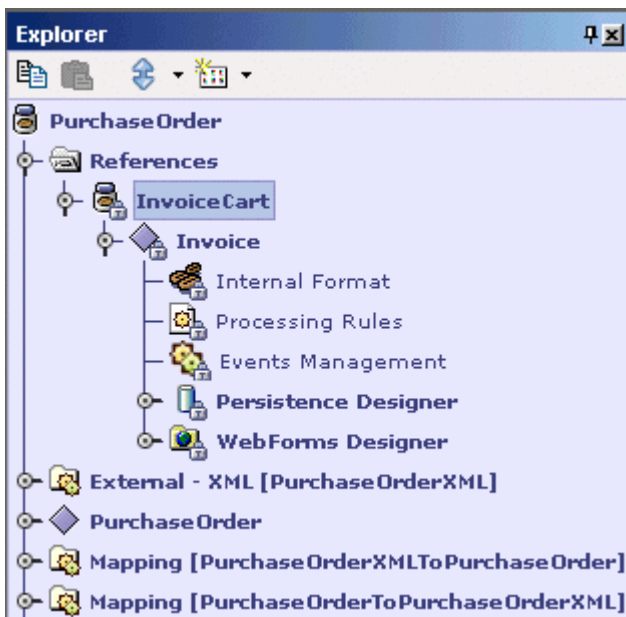 Explorer
PurchaseOrder
References
InvoiceCart
Invoice
Internal Format
Processing Rules
Events Management
Persistence Designer
WebForms Designer
External - XML [PurchaseOrderXML]
PurchaseOrder
Mapping [PurchaseOrderXMLToPurchaseOrder]
Mapping [PurchaseOrderToPurchaseOrderXML]